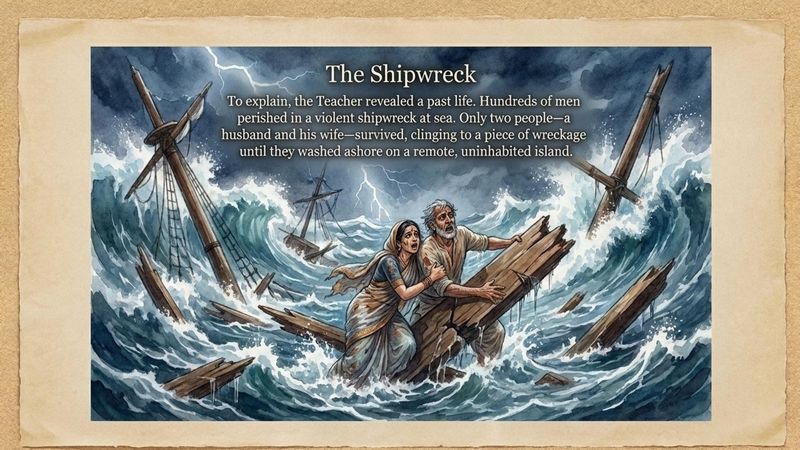 The Shipwreck
To explain, the Teacher revealed a past life. Hundreds of men
perished in a violent shipwreck at sea. Only two people—a
husband and his wife—survived, clinging to a piece of wreckage
until they washed ashore on a remote, uninhabited island.